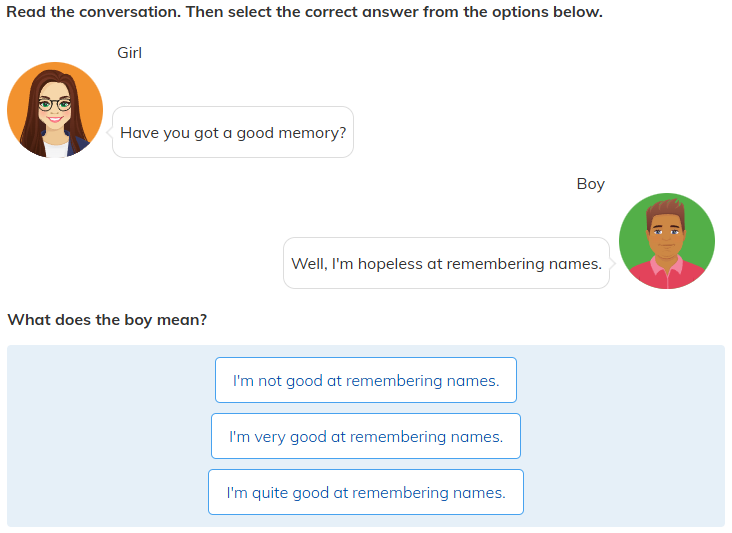 Read the conversation. Then select the correct answer from the options below.
Girl
Have you got a good memory?
Boy
Well, I'm hopeless at remembering names.
What does the boy mean?
I'm not good at remembering names.
I'm very good at remembering names.
I'm quite good at remembering names.